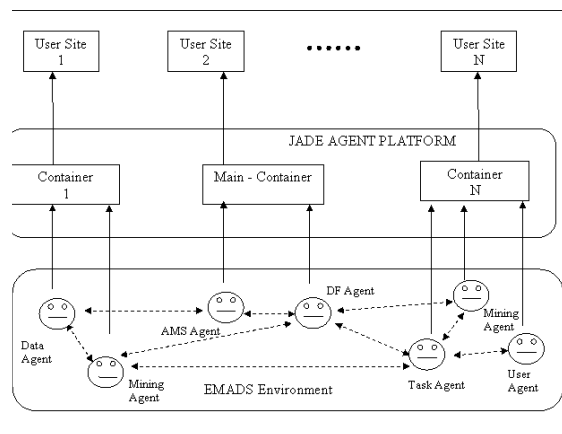 User Site
1
User Site
2
......
User Site
N
JADE AGENT PLATFORM
Container
1
Main - Container
Container
N
DF Agent
AMS Agent
Mining
Agent
Data
Agent
Mining
Agent
EMADS Environment
Task Agent
User
Agent